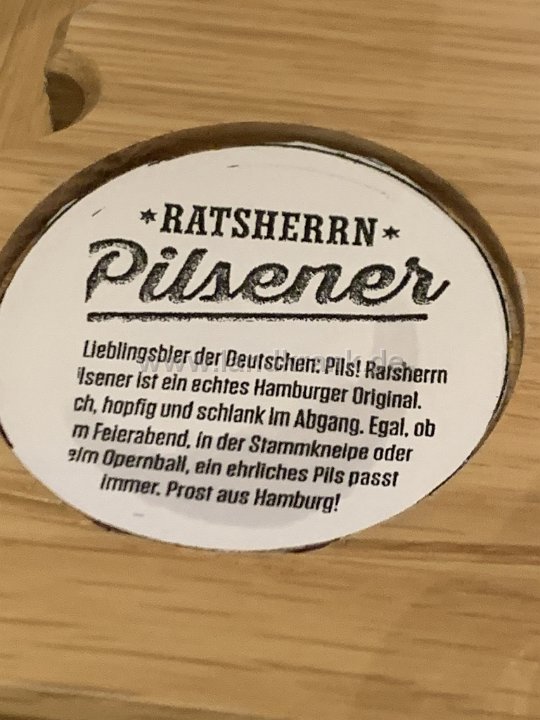 *RATSHERRN*
Pilsener
Lieblingsbier der Deutschen: Pils! Ratsherrn
ilsener ist ein echtes Hamburger Original.
ch, hopfig und schlank im Abgang. Egal, ob
m Feierabend, in der Stammkneipe oder
eim Opernball, ein ehrliches Pils passt
immer. Prost aus Hamburg!